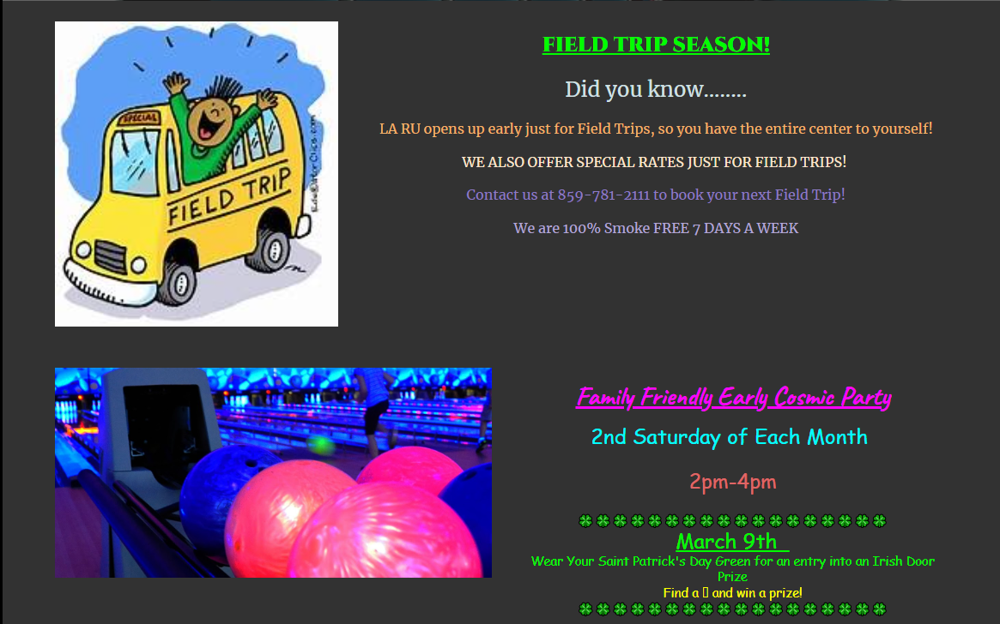 SPECIAL
FIELD TRIP
FIELD TRIP SEASON!
Did you know........
LA RU opens up early just for Field Trips, so you have the entire center to yourself!
WE ALSO OFFER SPECIAL RATES JUST FOR FIELD TRIPS!
Contact us at 859-781-2111 to book your next Field Trip!
We are 100% Smoke FREE 7 DAYS A WEEK
Family Friendly Early Cosmic Party
2nd Saturday of Each Month
2pm-4pm
🍀🍀🍀🍀🍀🍀🍀🍀🍀🍀🍀🍀🍀🍀🍀🍀🍀🍀
March 9th
Wear Your Saint Patrick's Day Green for an entry into an Irish Door
Prize
Find a ▯ and win a prize!
🍀🍀🍀🍀🍀🍀🍀🍀🍀🍀🍀🍀🍀🍀🍀🍀🍀🍀